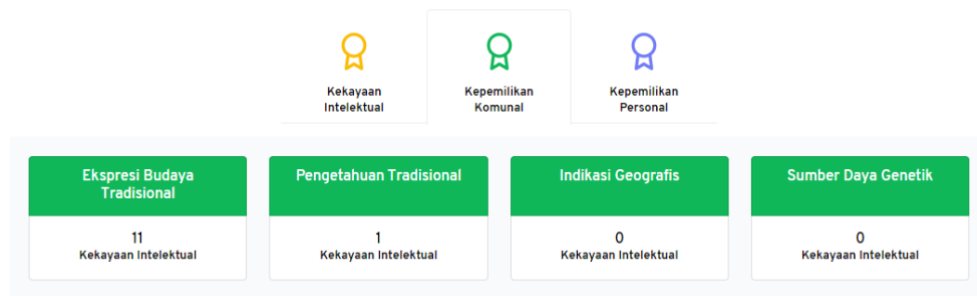 Kekayaan
Intelektual
Kepemilikan
Komunal
Kepemilikan
Personal
Ekspresi Budaya
Tradisional
11
Kekayaan Intelektual
Pengetahuan Tradisional
1
Kekayaan Intelektual
Indikasi Geografis
0
Kekayaan Intelektual
Sumber Daya Genetik
0
Kekayaan Intelektual